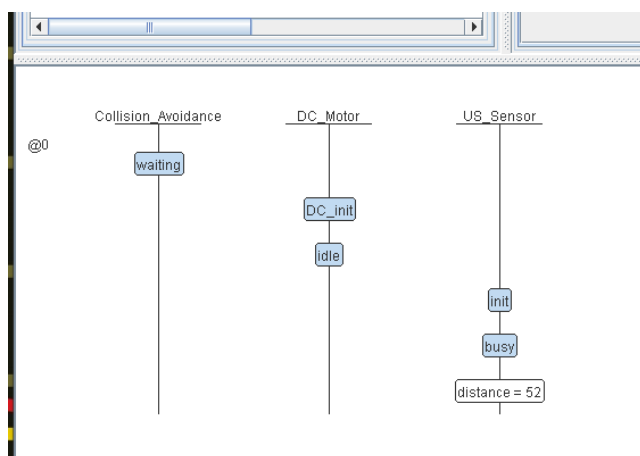 Collision_Avoidance DC_Motor US_Sensor
@0
waiting
DC_init
idle
init
busy
distance = 52